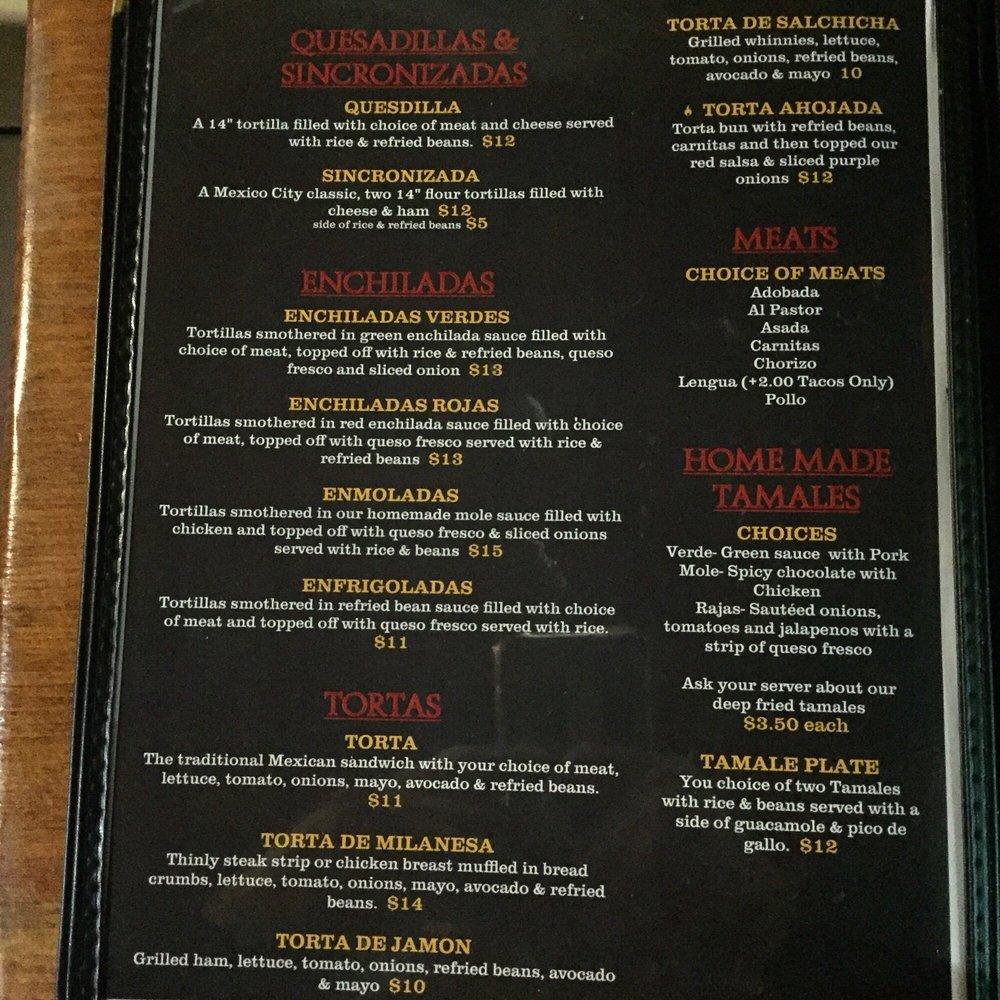 QUESADILLAS &
SINCRONIZADAS
QUESDILLA
A 14" tortilla filled with choice of meat and cheese served
with rice & refried beans. $12
SINCRONIZADA
A Mexico City classic, two 14" flour tortillas filled with
cheese & ham $12
side of rice & refried beans $5
ENCHILADAS
ENCHILADAS VERDES
Tortillas smothered in green enchilada sauce filled with
choice of meat, topped off with rice & refried beans, queso
fresco and sliced onion $13
ENCHILADAS ROJAS
Tortillas smothered in red enchilada sauce filled with choice
of meat, topped off with queso fresco served with rice &
refried beans $13
ENMOLADAS
Tortillas smothered in our homemade mole sauce filled with
chicken and topped off with queso fresco & sliced onions
served with rice & beans $15
ENFRIGOLADAS
Tortillas smothered in refried bean sauce filled with choice
of meat and topped off with queso fresco served with rice.
$11
TORTAS
TORTA
The traditional Mexican sandwich with your choice of meat,
lettuce, tomato, onions, mayo, avocado & refried beans.
$11
TORTA DE MILANESA
Thinly steak strip or chicken breast muffled in bread
crumbs, lettuce, tomato, onions, mayo, avocado & refried
beans. $14
TORTA DE JAMON
Grilled ham, lettuce, tomato, onions, refried beans, avocado
& mayo $10
TORTA DE SALCHICHA
Grilled whinnies, lettuce,
tomato, onions, refried beans,
avocado & mayo 10
TORTA AHOJADA
Torta bun with refried beans,
carnitas and then topped our
red salsa & sliced purple
onions $12
MEATS
CHOICE OF MEATS
Adobada
Al Pastor
Asada
Carnitas
Chorizo
Lengua (+2.00 Tacos Only)
Pollo
HOME MADE
TAMALES
CHOICES
Verde- Green sauce with Pork
Mole- Spicy chocolate with
Chicken
Rajas- Sautéed onions,
tomatoes and jalapenos with a
strip of queso fresco
Ask your server about our
deep fried tamales
$3.50 each
TAMALE PLATE
You choice of two Tamales
with rice & beans served with a
side of guacamole & pico de
gallo. $12